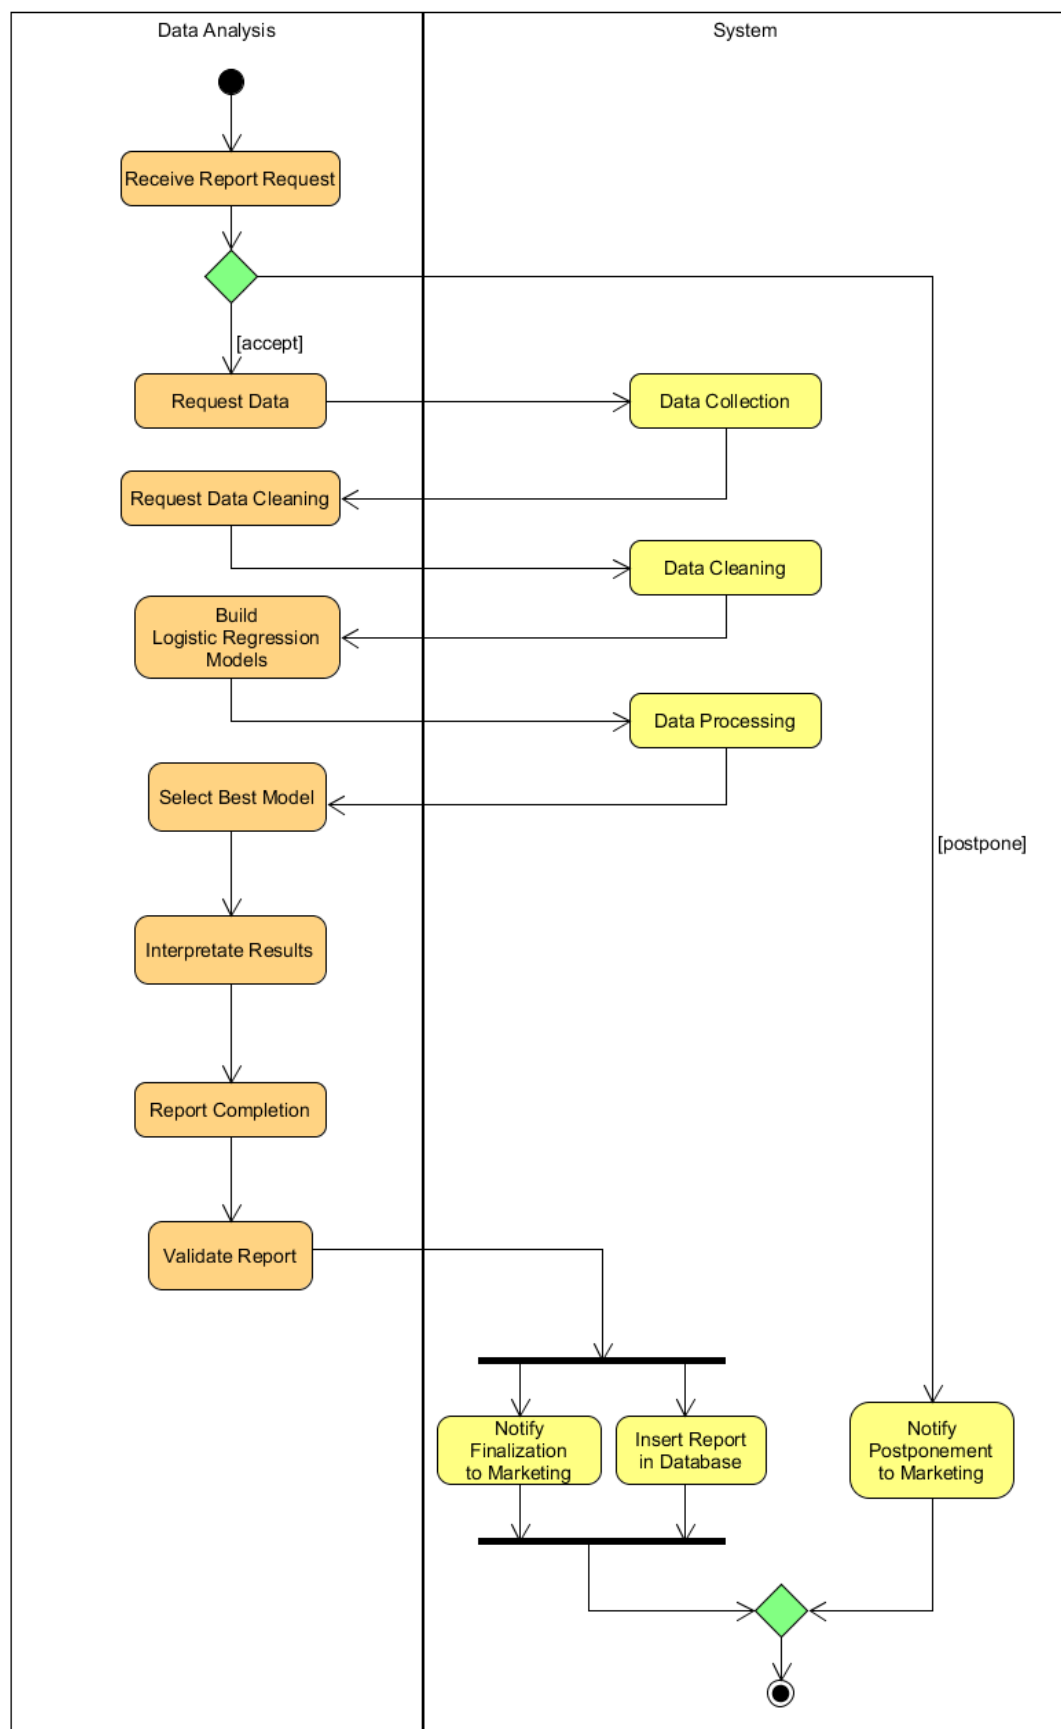 Data Analysis
System
Receive Report Request
[accept]
Request Data
Data Collection
Request Data Cleaning
Data Cleaning
Build
Logistic Regression
Models
Data Processing
Select Best Model
[postpone]
Interpretate Results
Report Completion
Validate Report
Notify
Finalization
to Marketing
Insert Report
in Database
Notify
Postponement
to Marketing